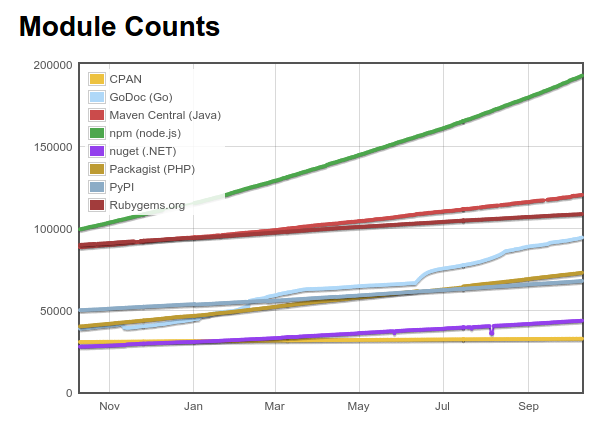 Module Counts
200000
150000
100000
50000
0
CPAN
GoDoc (Go)
Maven Central (Java)
npm (node.js)
nuget (.NET)
Packagist (PHP)
PyPI
Rubygems.org
Nov Jan Mar May Jul Sep